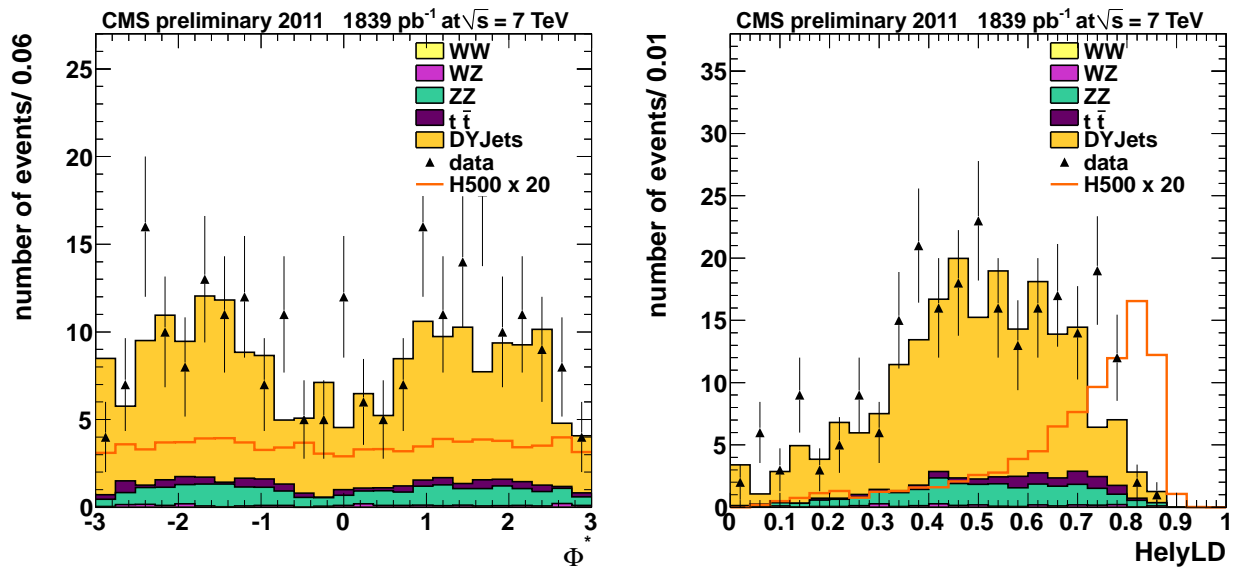 CMS preliminary 2011 1839 pb-1 at √s = 7 TeV
number of events/ 0.06
25
20
15
10
5
0
WW
WZ
ZZ
t t̄
DYJets
data
H500 x 20
-3 -2 -1 0 1 2 3
Φ*
CMS preliminary 2011 1839 pb-1 at √s = 7 TeV
number of events/ 0.01
35
30
25
20
15
10
5
0
WW
WZ
ZZ
t t̄
DYJets
data
H500 x 20
0 0.1 0.2 0.3 0.4 0.5 0.6 0.7 0.8 0.9 1
HelyLD